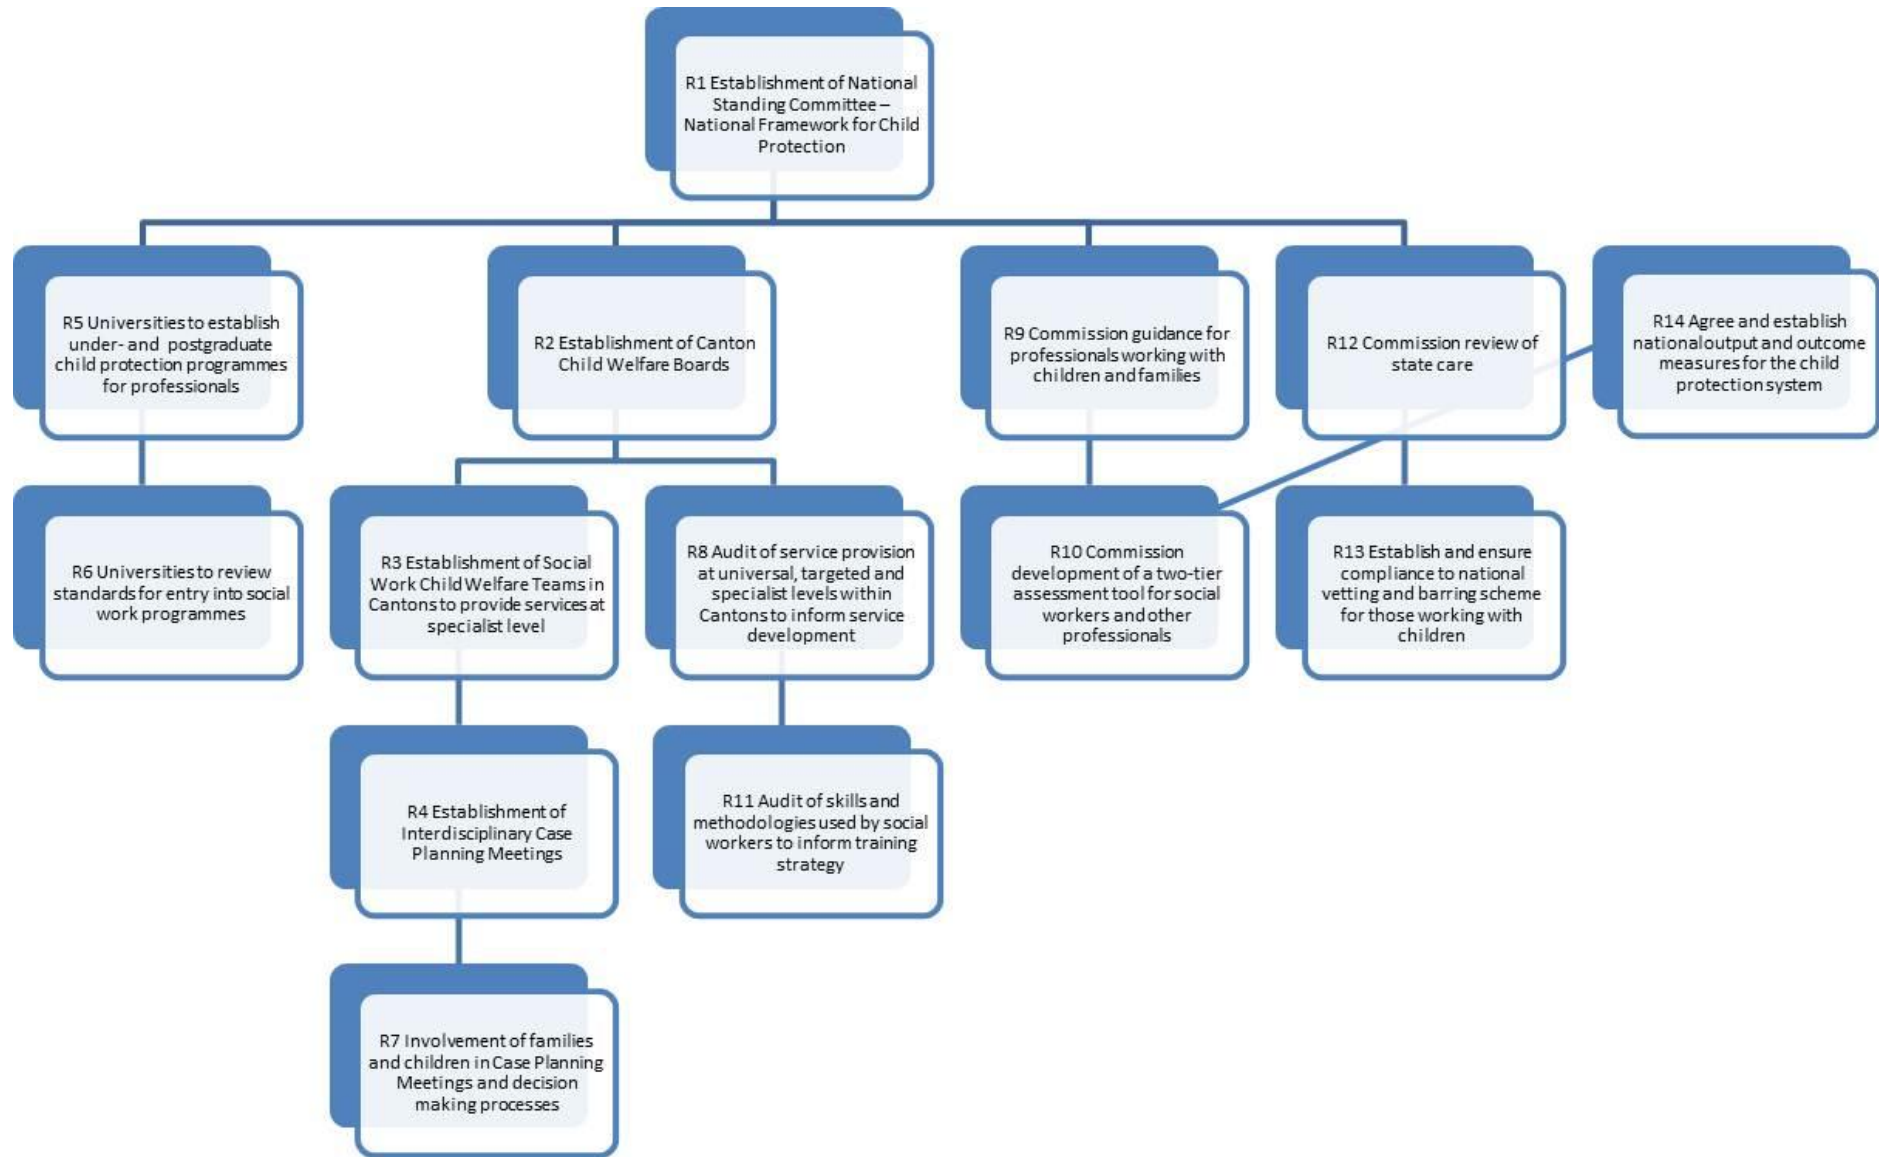 R1 Establishment of National
Standing Committee –
National Framework for Child
Protection
R5 Universities to establish
under- and postgraduate
child protection programmes
for professionals
R2 Establishment of Canton
Child Welfare Boards
R9 Commission guidance for
professionals working with
children and families
R12 Commission review of
state care
R14 Agree and establish
national output and outcome
measures for the child
protection system
R6 Universities to review
standards for entry into social
work programmes
R3 Establishment of Social
Work Child Welfare Teams in
Cantons to provide services at
specialist level
R8 Audit of service provision
at universal, targeted and
specialist levels within
Cantons to inform service
development
R10 Commission
development of a two-tier
assessment tool for social
workers and other
professionals
R13 Establish and ensure
compliance to national
vetting and barring scheme
for those working with
children
R4 Establishment of
Interdisciplinary Case
Planning Meetings
R11 Audit of skills and
methodologies used by social
workers to inform training
strategy
R7 Involvement of families
and children in Case Planning
Meetings and decision
making processes